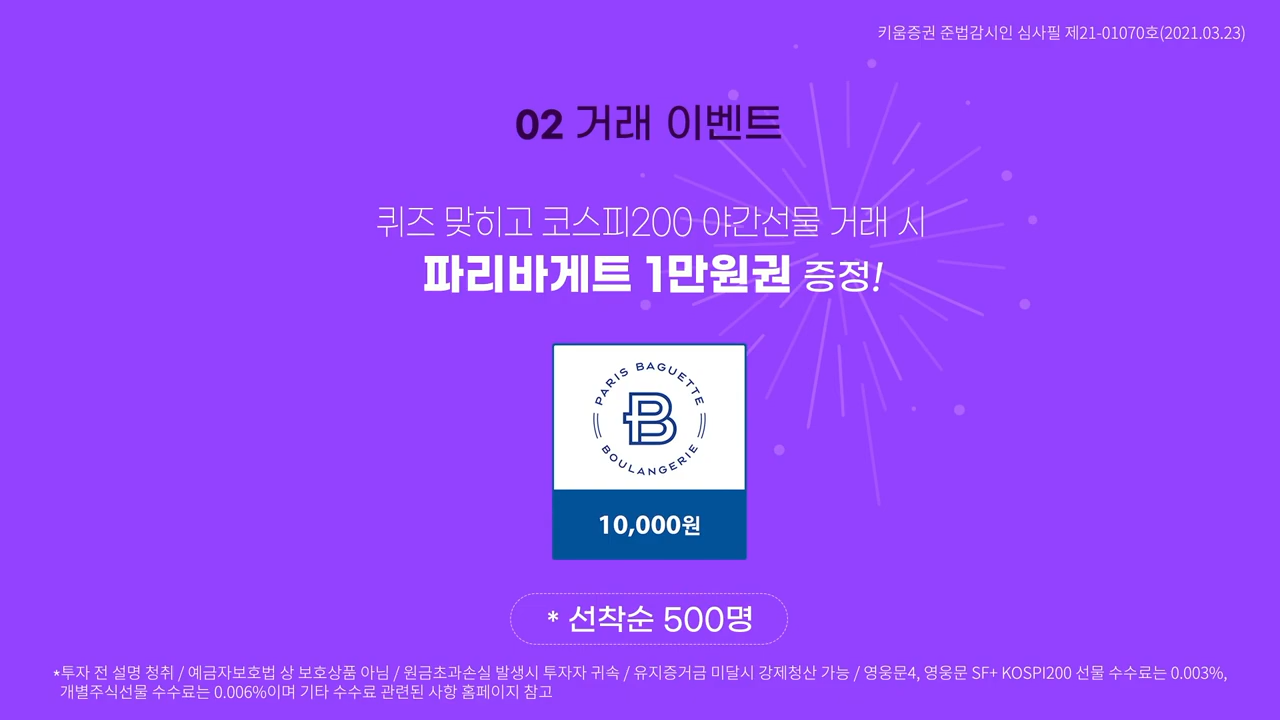 키움증권 준법감시인 심사필 제21-01070호(2021.03.23)
02 거래 이벤트
퀴즈 맞히고 코스피200 야간선물 거래 시
파리바게트 1만원권 증정!
PARIS BAGUETTE
B
BOULANGERIE
10,000원
* 선착순 500명
*투자 전 설명 청취 / 예금자보호법 상 보호상품 아님 / 원금초과손실 발생시 투자자 귀속 / 유지증거금 미달시 강제청산 가능 / 영웅문4, 영웅문 SF+ KOSPI200 선물 수수료는 0.003%,
개별주식선물 수수료는 0.006%이며 기타 수수료 관련된 사항 홈페이지 참고